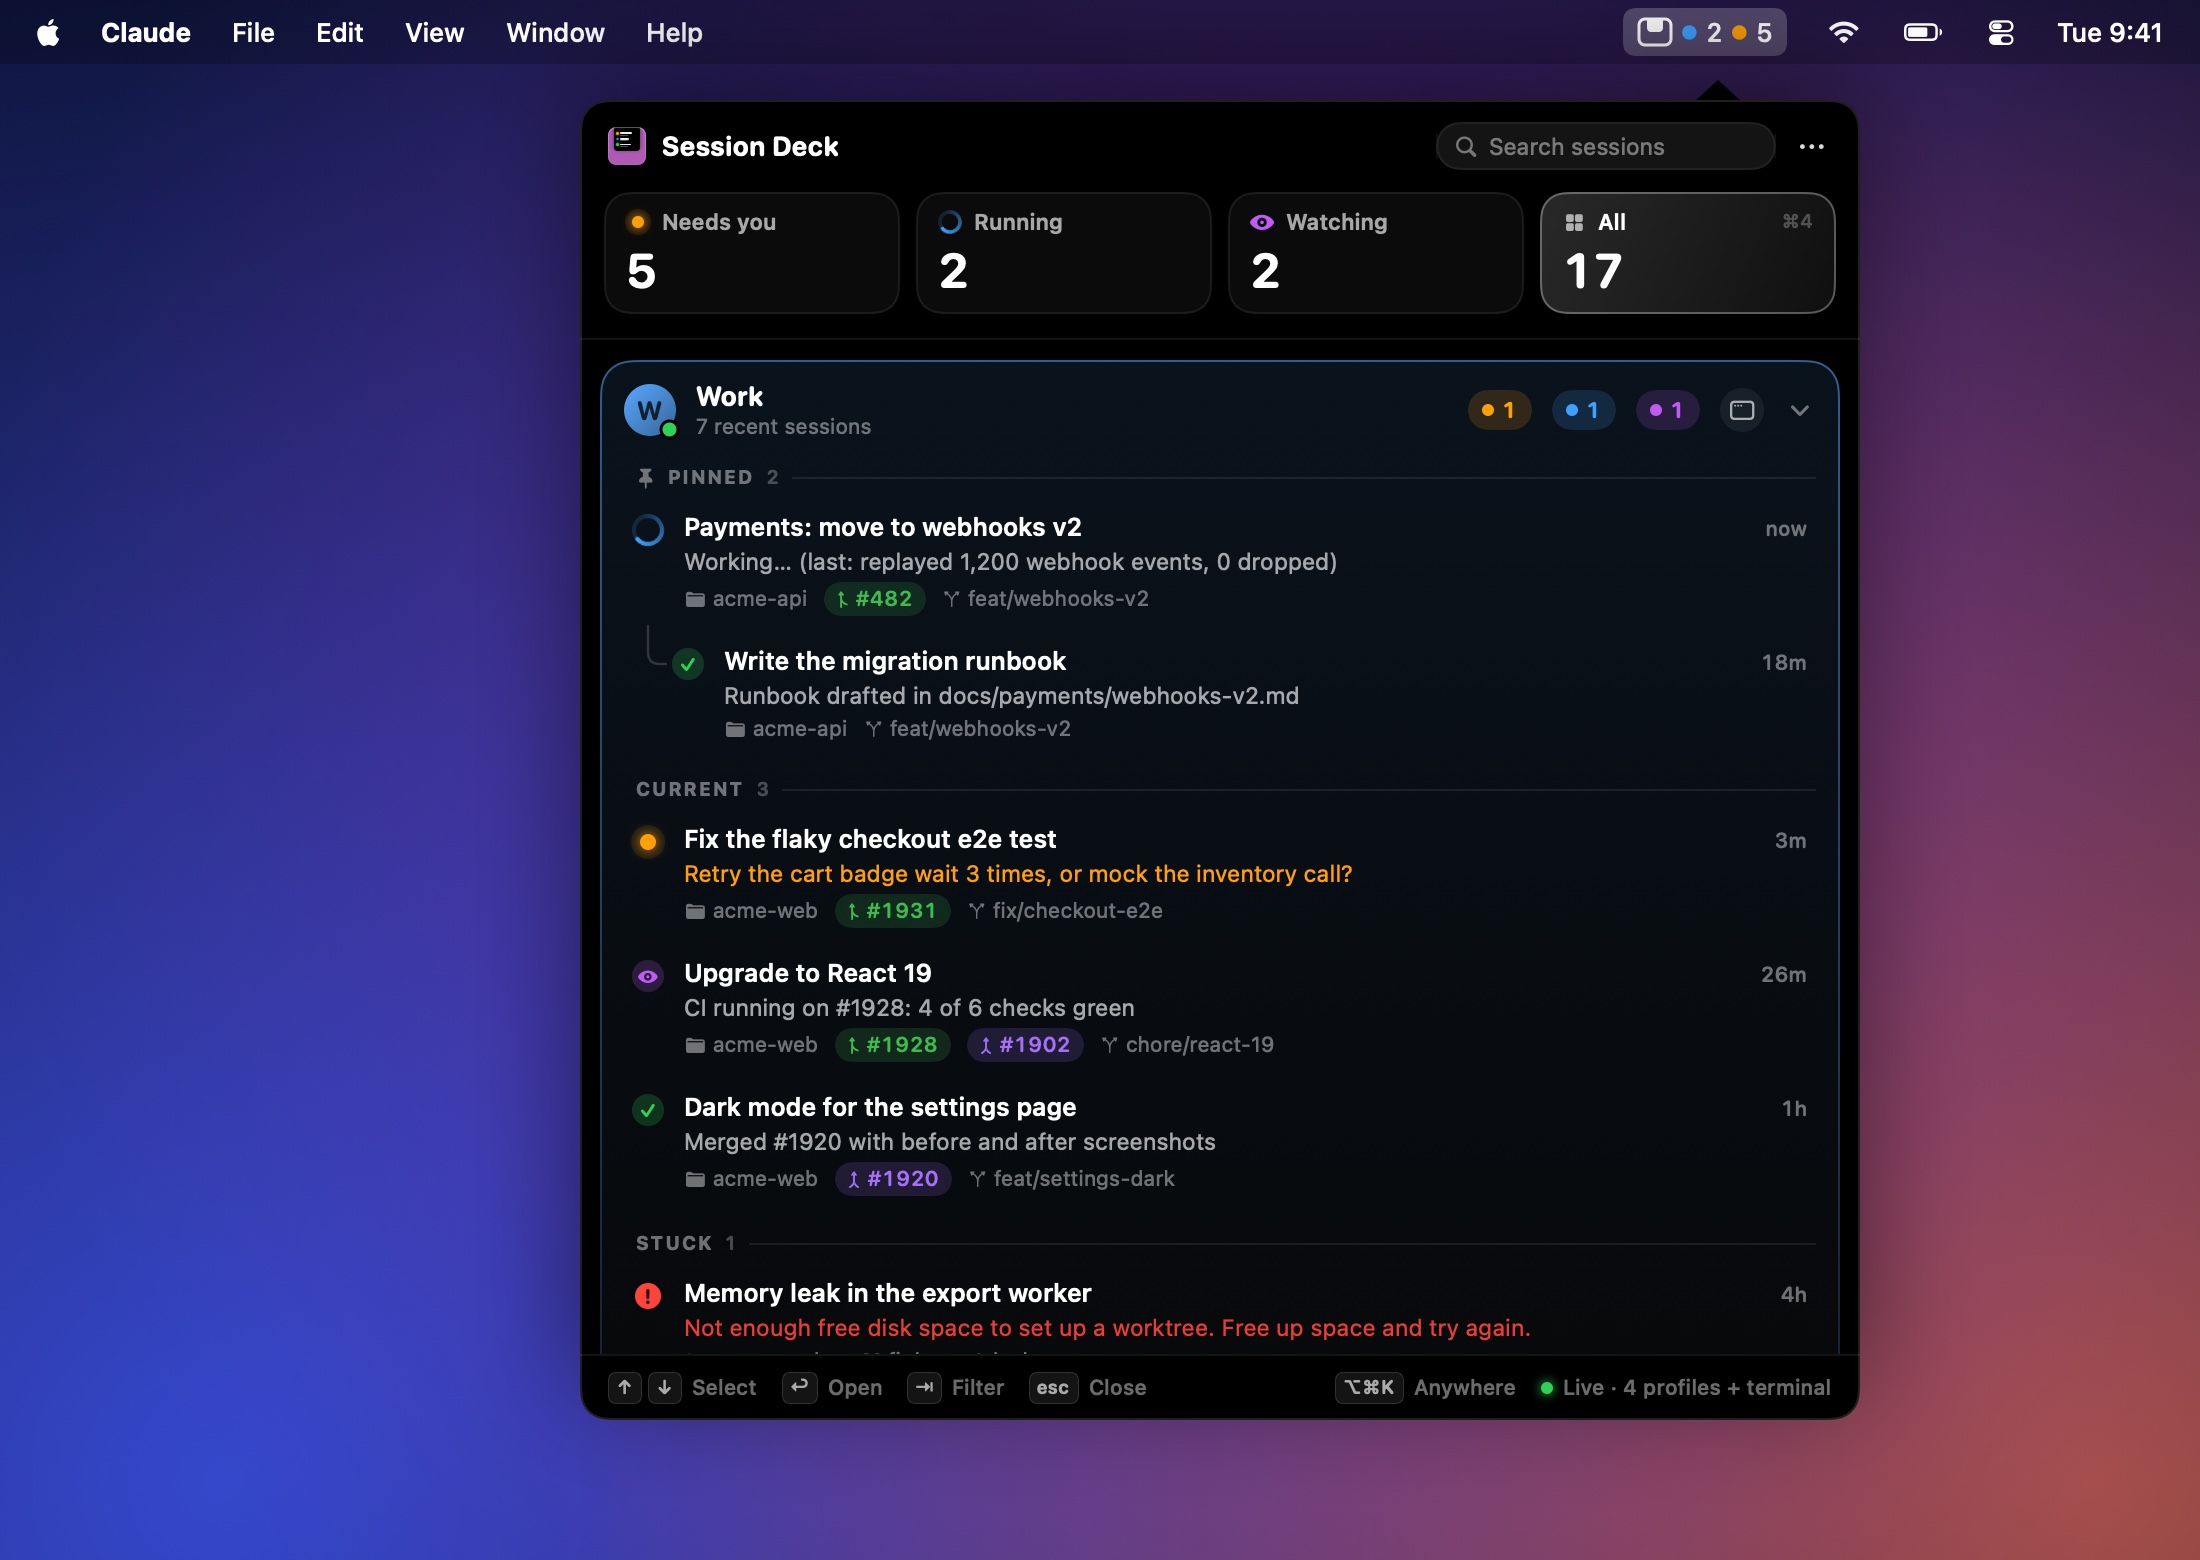 Claude File Edit View Window Help 2 5 Tue 9:41
Session Deck
Search sessions
Needs you
5
Running
2
Watching
2
All ⌘4
17
W
Work
7 recent sessions
1 1 1
PINNED 2
Payments: move to webhooks v2 now
Working... (last: replayed 1,200 webhook events, 0 dropped)
acme-api #482 feat/webhooks-v2
Write the migration runbook 18m
Runbook drafted in docs/payments/webhooks-v2.md
acme-api feat/webhooks-v2
CURRENT 3
Fix the flaky checkout e2e test 3m
Retry the cart badge wait 3 times, or mock the inventory call?
acme-web #1931 fix/checkout-e2e
Upgrade to React 19 26m
CI running on #1928: 4 of 6 checks green
acme-web #1928 #1902 chore/react-19
Dark mode for the settings page 1h
Merged #1920 with before and after screenshots
acme-web #1920 feat/settings-dark
STUCK 1
Memory leak in the export worker 4h
Not enough free disk space to set up a worktree. Free up space and try again.
↑ ↓ Select ↩ Open ⇥ Filter esc Close ⌥⌘K Anywhere Live · 4 profiles + terminal